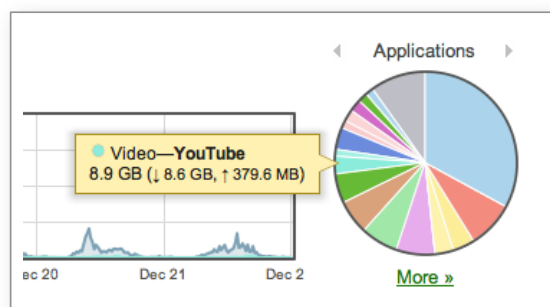 Applications
Video—YouTube
8.9 GB (↓ 8.6 GB, ↑ 379.6 MB)
ec 20
Dec 21
Dec 2
More »